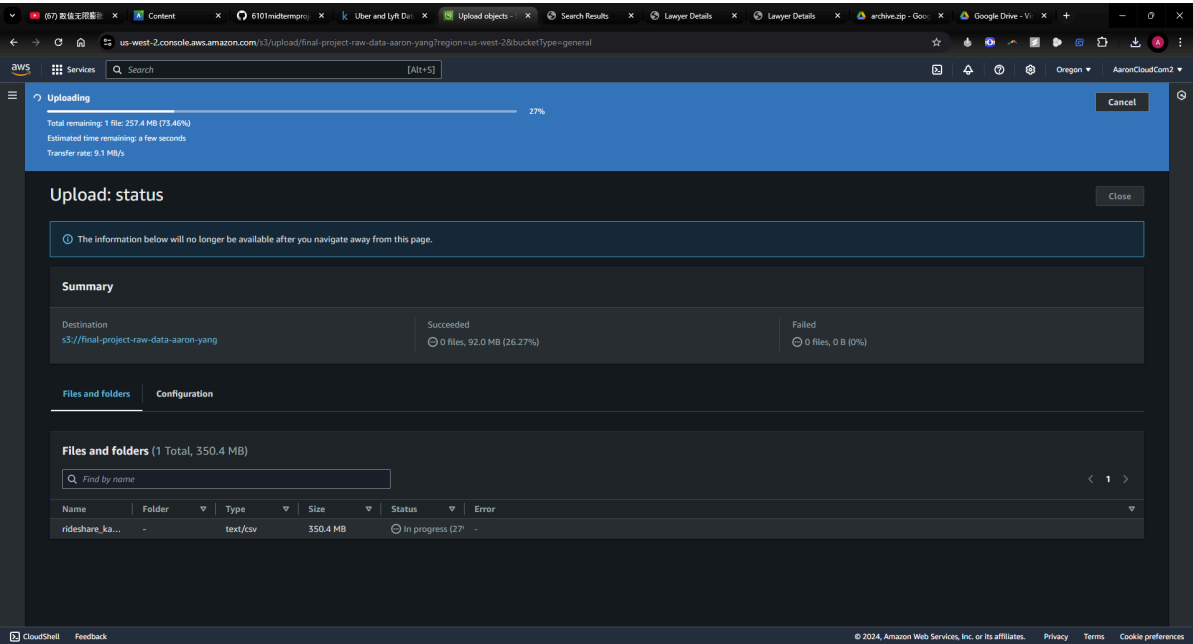 (67) 数值无限膨胀
Content
6101midtermproj
Uber and Lyft Dat
Upload objects -
Search Results
Lawyer Details
Lawyer Details
archive.zip - Goog
Google Drive - Vir
us-west-2.console.aws.amazon.com/s3/upload/final-project-raw-data-aaron-yang?region=us-west-2&bucketType=general
aws
Services
Search
[Alt+S]
Oregon
AaronCloudCom2
Uploading
27%
Cancel
Total remaining: 1 file: 257.4 MB (73.46%)
Estimated time remaining: a few seconds
Transfer rate: 9.1 MB/s
Upload: status
Close
The information below will no longer be available after you navigate away from this page.
Summary
Destination
s3://final-project-raw-data-aaron-yang
Succeeded
0 files, 92.0 MB (26.27%)
Failed
0 files, 0 B (0%)
Files and folders
Configuration
Files and folders (1 Total, 350.4 MB)
Find by name
1
Name Folder Type Size Status Error
rideshare_ka... - text/csv 350.4 MB In progress (27 -
CloudShell Feedback
© 2024, Amazon Web Services, Inc. or its affiliates. Privacy Terms Cookie preferences